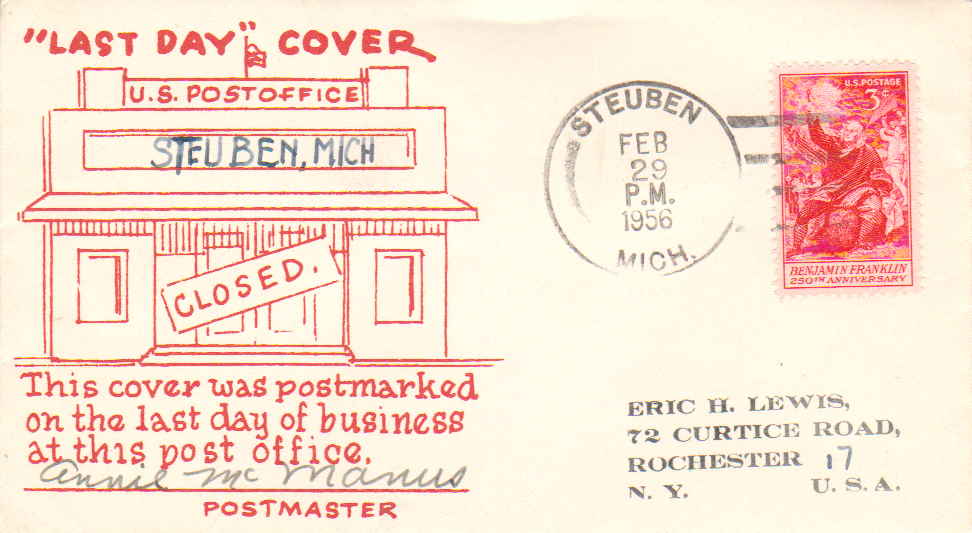 "LAST DAY" COVER
U.S. POSTOFFICE
STEUBEN, MICH
CLOSED.
This cover was postmarked
on the last day of business
at this post office.
Annie McManus
POSTMASTER
STEUBEN
FEB
29
P.M.
1956
MICH.
U.S. POSTAGE
3¢
BENJAMIN FRANKLIN
250TH ANNIVERSARY
ERIC H. LEWIS,
72 CURTICE ROAD,
ROCHESTER 17
N. Y. U. S. A.